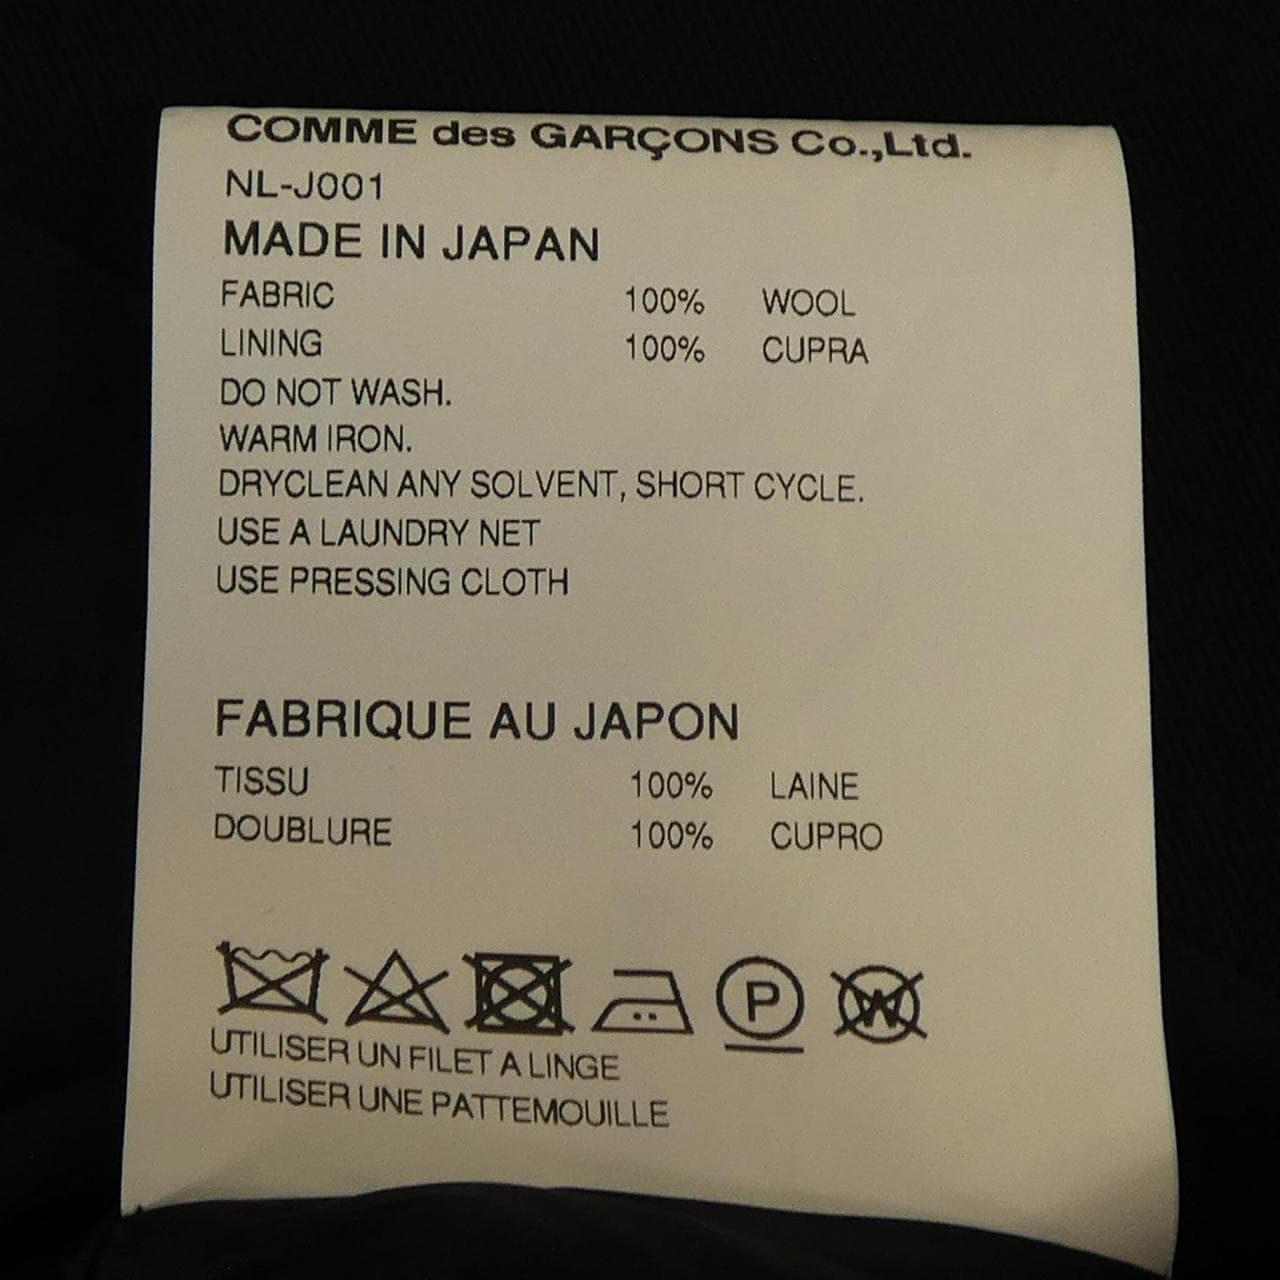 COMME des GARÇONS Co.,Ltd.
NL-J001
MADE IN JAPAN
FABRIC 100% WOOL
LINING 100% CUPRA
DO NOT WASH.
WARM IRON.
DRYCLEAN ANY SOLVENT, SHORT CYCLE.
USE A LAUNDRY NET
USE PRESSING CLOTH
FABRIQUE AU JAPON
TISSU 100% LAINE
DOUBLURE 100% CUPRO
P W
UTILISER UN FILET A LINGE
UTILISER UNE PATTEMOUILLE